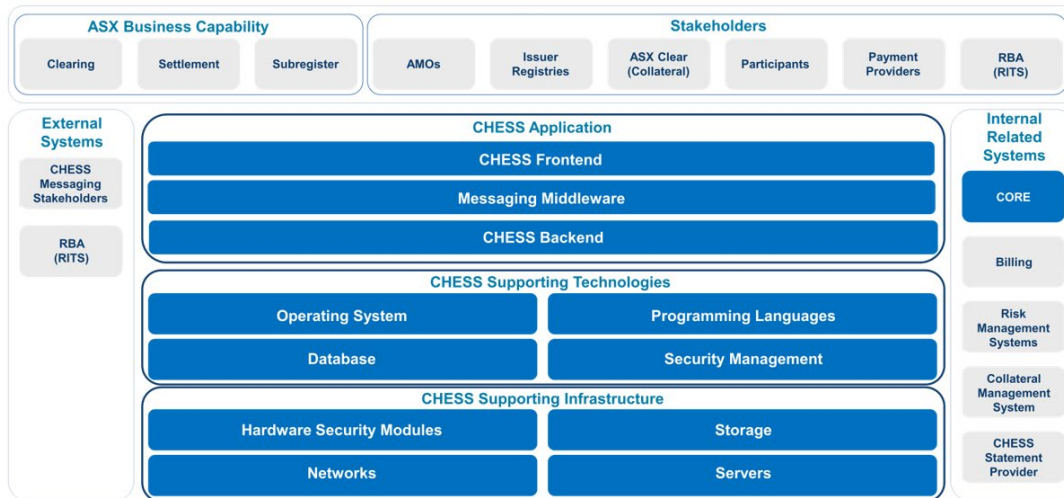 ASX Business Capability
Clearing
Settlement
Subregister
Stakeholders
AMOs
Issuer
Registries
ASX Clear
(Collateral)
Participants
Payment
Providers
RBA
(RITS)
External
Systems
CHESS
Messaging
Stakeholders
RBA
(RITS)
CHESS Application
CHESS Frontend
Messaging Middleware
CHESS Backend
CHESS Supporting Technologies
Operating System
Programming Languages
Database
Security Management
CHESS Supporting Infrastructure
Hardware Security Modules
Storage
Networks
Servers
Internal
Related
Systems
CORE
Billing
Risk
Management
Systems
Collateral
Management
System
CHESS
Statement
Provider